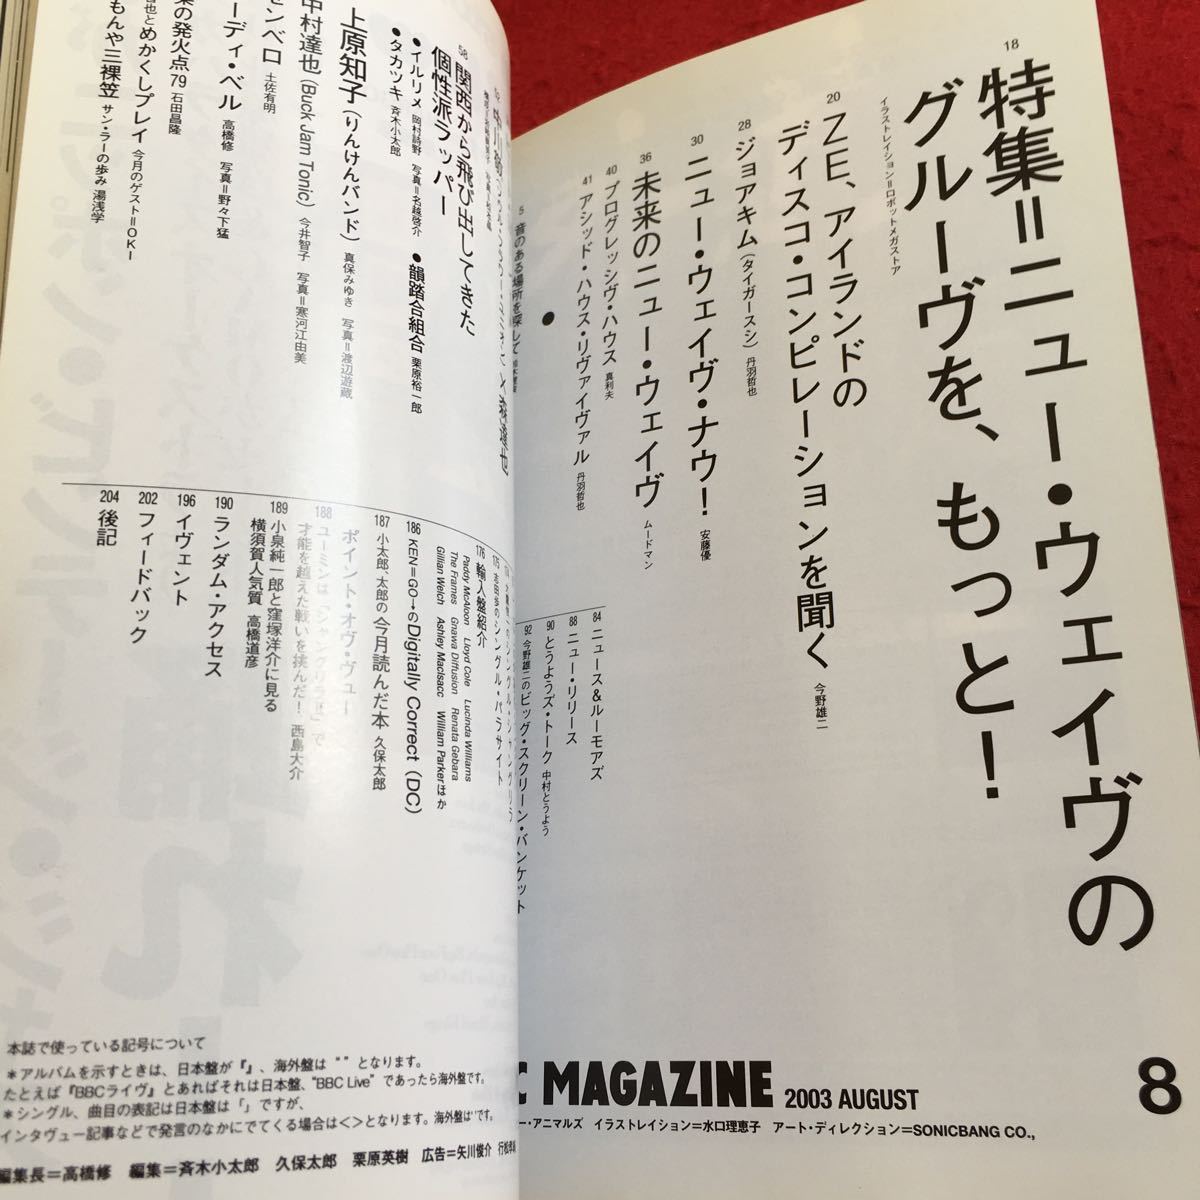 18
特集=ニュー・ウェイヴの
グルーヴを、もっと!
イラストレイション=ロボットメガストア
20
ZE、アイランドの
ディスコ・コンピレーションを聞く 今野雄二
28
ジョアキム(タイガースシ) 丹羽哲也
30
ニュー・ウェイヴ・ナウ! 安藤優
36
未来のニュー・ウェイヴ ムードマン
40
プログレッシヴ・ハウス 真利夫
41
アシッド・ハウス・リヴァイヴァル 丹羽哲也
●
5
音のある場所を探して
84
ニュース&ルーモアズ
88
ニュー・リリース
90
とうようズ・トーク 中村とうよう
92
今野雄二のビッグ・スクリーン・バンケット
58
関西から飛び出してきた
個性派ラッパー
●イルリメ 岡村詩野 写真=名越啓介 ●韻踏合組合 栗原裕一郎
●タカツキ 斉木小太郎
上原知子(りんけんバンド) 真保みゆき 写真=渡辺遊蔵
中村達也(Buck Jam Tonic) 今井智子 写真=寒河江由美
センベロ 土佐有明
ーディ・ベル 高橋修 写真=野々下猛
の発火点 79 石田昌隆
也とめかくしプレイ 今月のゲスト=OKI
もんや三裸笠 サン・ラーの歩み 湯浅学
175
シングル・パラサイト
176
輸入盤紹介
Paddy McAloon Lloyd Cole Lucinda Williams
The Frames Gnawa Diffusion Renata Gebara
Gillian Welch Ashley MacIsacc William Parkerほか
186
KEN=GO→のDigitally Correct (DC)
187
小太郎、太郎の今月読んだ本 久保太郎
ポイント・オヴ・ヴュー
188
ユーミンは「シャングリラⅡ」で
才能を越えた戦いを挑んだ! 西島大介
189
小泉純一郎と窪塚洋介に見る
横須賀人気質 高橋道彦
190
ランダム・アクセス
196
イヴェント
202
フィードバック
204
後記
本誌で使っている記号について
*アルバムを示すときは、日本盤が『』、海外盤は“ ”となります。
たとえば『BBCライヴ』とあればそれは日本盤、“BBC Live”であったら海外盤です。
*シングル、曲目の表記は日本盤は「」ですが、
インタヴュー記事などで発言のなかにでてくる場合は<>となります。海外盤は' 'です。
編集長=高橋修 編集=斉木小太郎 久保太郎 栗原英樹 広告=矢川俊介
C MAGAZINE 2003 AUGUST
8
ー・アニマルズ イラストレイション=水口理恵子 アート・ディレクション=SONICBANG CO.,